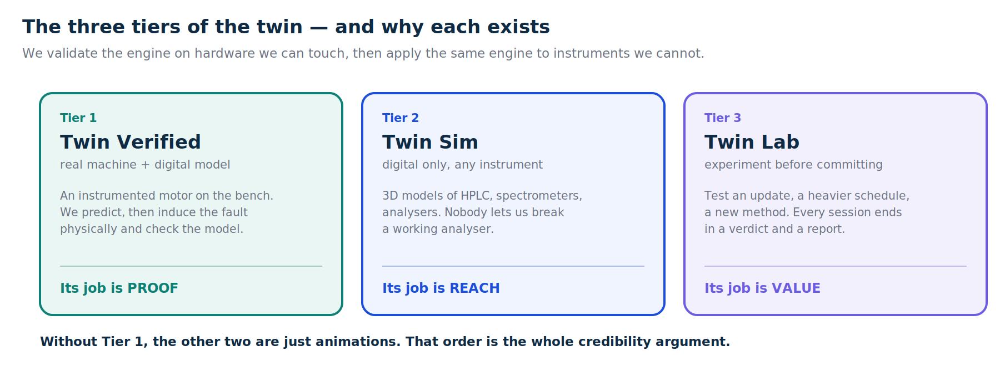 The three tiers of the twin — and why each exists
We validate the engine on hardware we can touch, then apply the same engine to instruments we cannot.
Tier 1
Twin Verified
real machine + digital model
An instrumented motor on the bench.
We predict, then induce the fault
physically and check the model.
Its job is PROOF
Tier 2
Twin Sim
digital only, any instrument
3D models of HPLC, spectrometers,
analysers. Nobody lets us break
a working analyser.
Its job is REACH
Tier 3
Twin Lab
experiment before committing
Test an update, a heavier schedule,
a new method. Every session ends
in a verdict and a report.
Its job is VALUE
Without Tier 1, the other two are just animations. That order is the whole credibility argument.